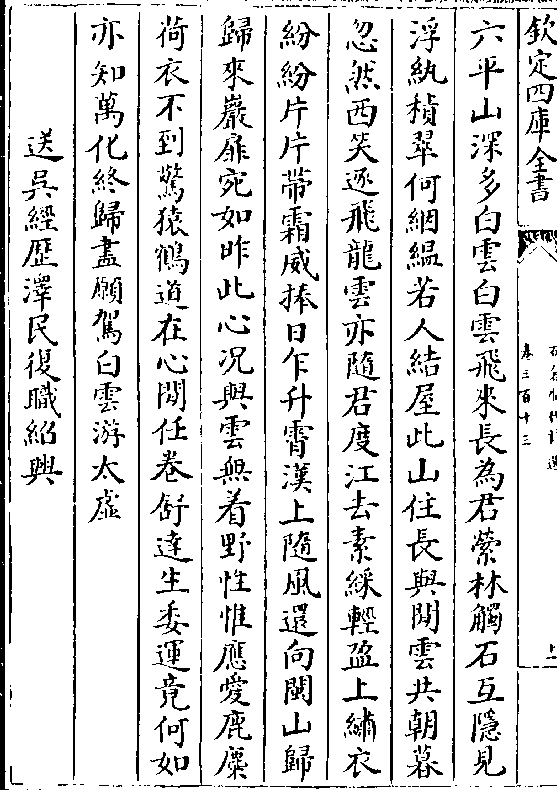 欽定四庫全書
卷三百十三
六平山深多白雲白雲飛來長為君縈林觸石互隱見
浮紈積翠何絪縕若人結屋此山住長與閒雲共朝暮
忽然西笑逐飛龍雲亦隨君度江去素綵輕盈上繡衣
紛紛片片帶霜威捧日乍升霄漢上隨風還向閩山歸
歸來巖扉宛如昨此心況與雲無着野性惟應愛鹿麋
荷衣不到驚猿鶴道在心閒任卷舒達生委運竟何如
亦知萬化終歸盡願駕白雲游太虛
送吳經歷澤民復職紹興